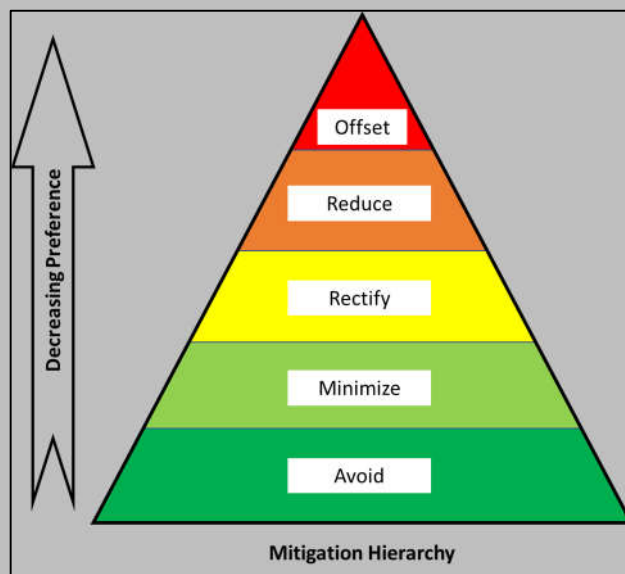 Offset
Reduce
Rectify
Minimize
Avoid
Decreasing Preference
Mitigation Hierarchy